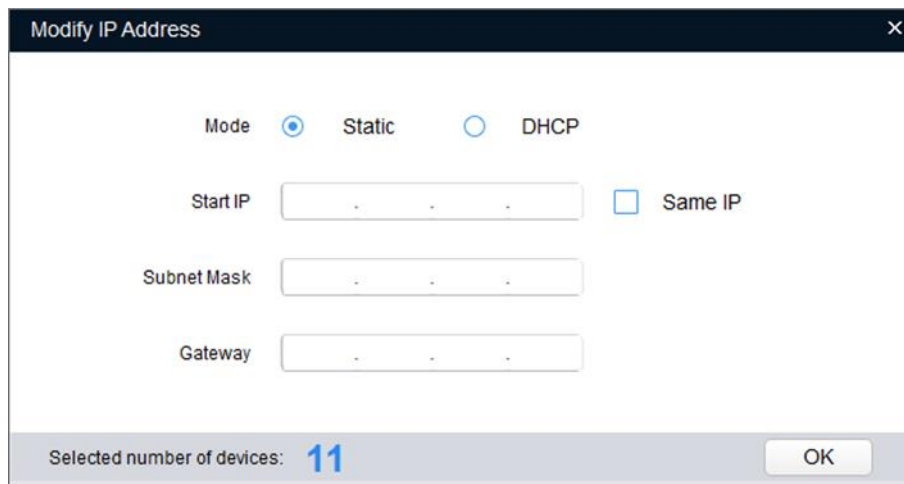 Modify IP Address
Mode Static DHCP
Start IP . . . Same IP
Subnet Mask . . .
Gateway . . .
Selected number of devices: 11 OK